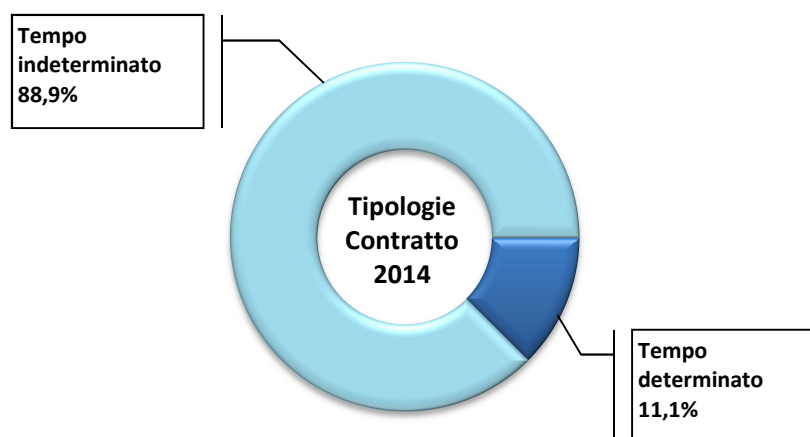 Tempo
indeterminato
88,9%
Tipologie
Contratto
2014
Tempo
determinato
11,1%